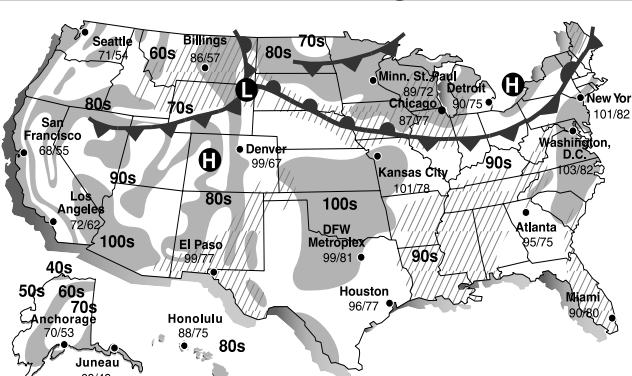 Seattle
71/54
Billings
86/57
60s
70s
80s
Minn. St. Paul
89/72
Detroit
90/75
H
L
Chicago
87/77
New Yor
101/82
80s
70s
San
Francisco
68/55
H
Denver
99/67
Washington,
D.C.
103/82
Kansas City
101/78
90s
90s
80s
100s
Los
Angeles
72/62
100s
DFW
Metroplex
99/81
El Paso
99/77
Atlanta
95/75
90s
Houston
96/77
Miami
90/80
40s
50s
60s
70s
Anchorage
70/53
Juneau
Honolulu
88/75
80s